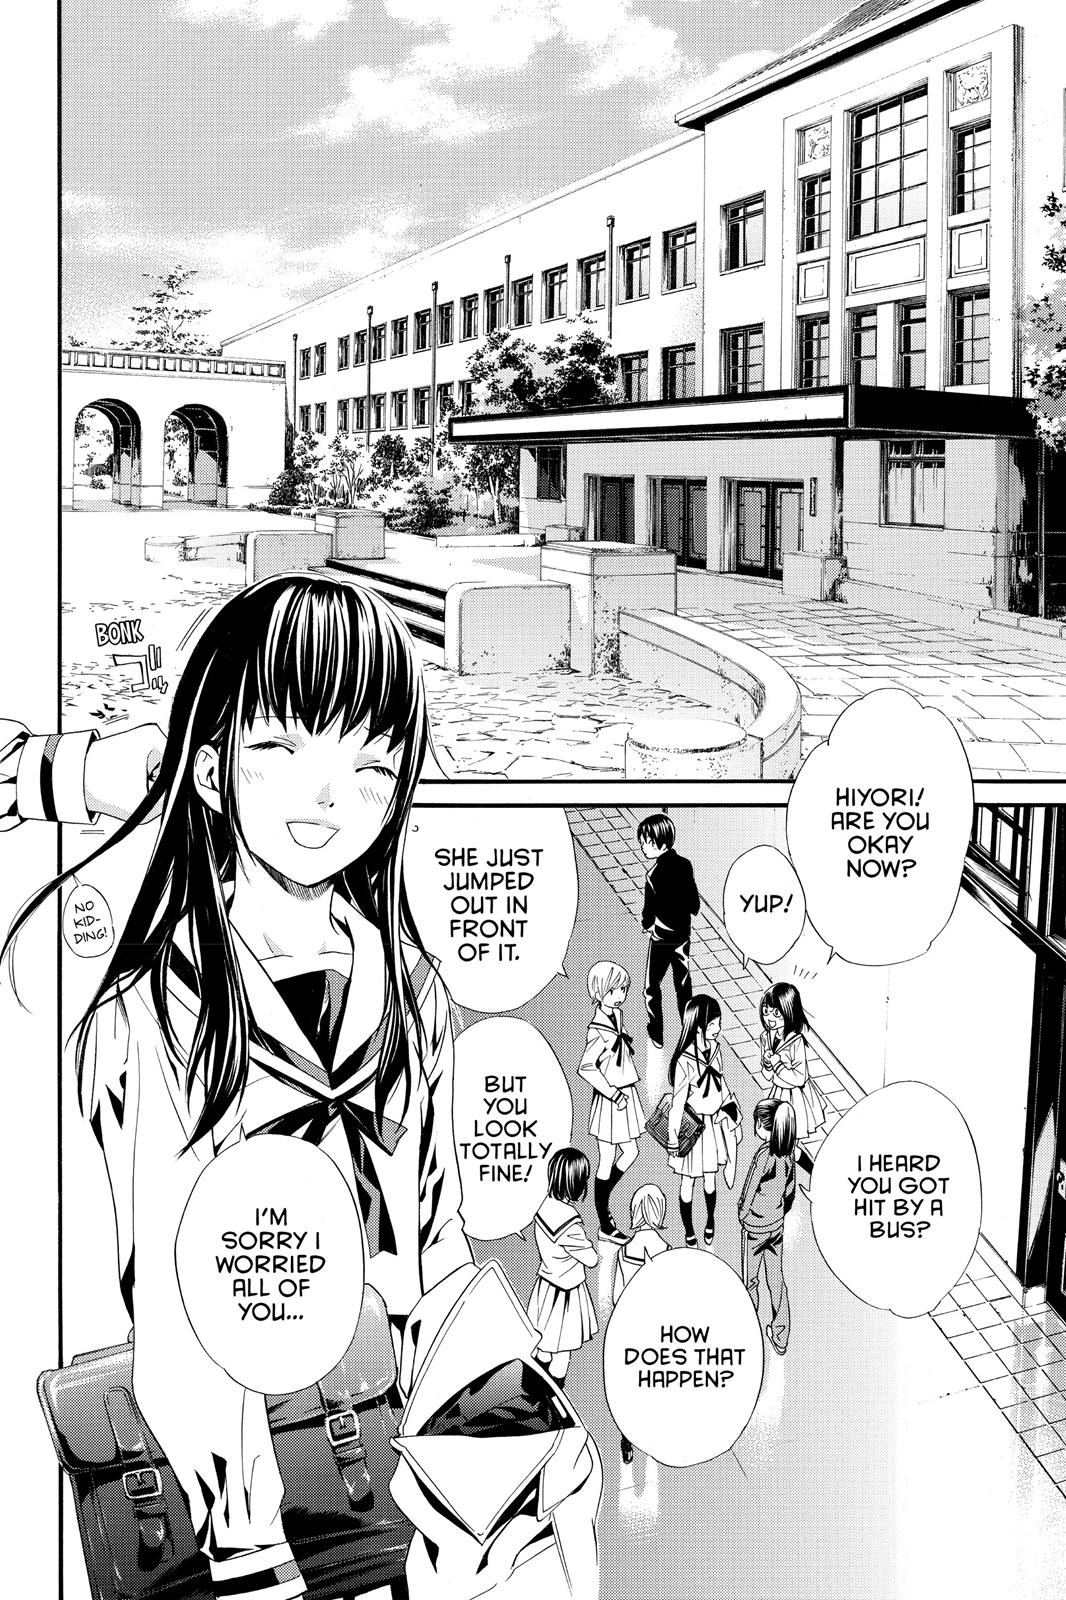 HIYORI!
ARE YOU
OKAY
NOW?
YUP!
I HEARD
YOU GOT
HIT BY A
BUS?
HOW
DOES THAT
HAPPEN?
SHE JUST
JUMPED
OUT IN
FRONT
OF IT.
BUT
YOU
LOOK
TOTALLY
FINE!
BONK
ゴッ
NO
KID-
DING!
I'M
SORRY I
WORRIED
ALL OF
YOU...